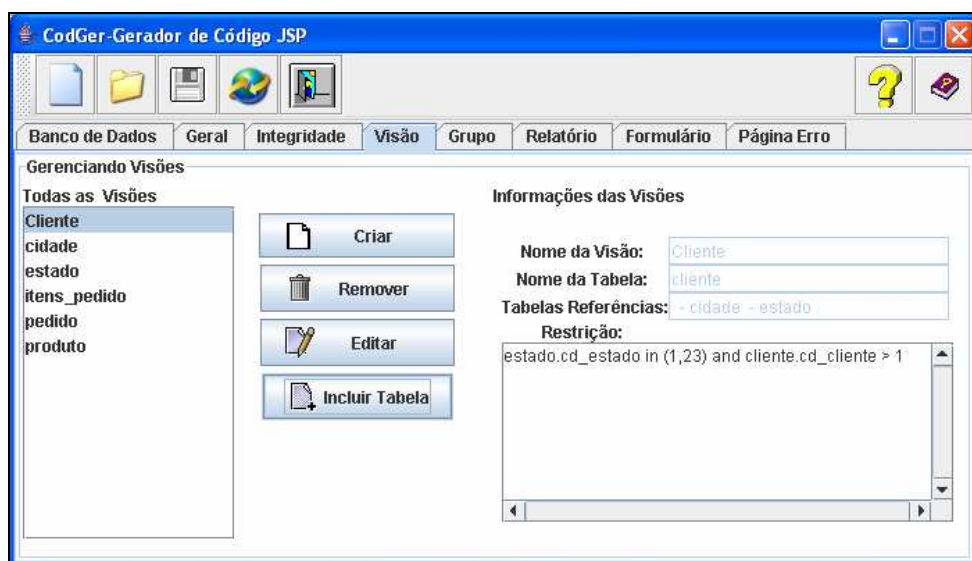 CodGer-Gerador de Código JSP
Banco de Dados Geral Integridade Visão Grupo Relatório Formulário Página Erro
Gerenciando Visões
Todas as Visões
Cliente
cidade
estado
itens_pedido
pedido
produto
Criar
Remover
Editar
Incluir Tabela
Informações das Visões
Nome da Visão: Cliente
Nome da Tabela: cliente
Tabelas Referências: - cidade - estado
Restrição:
estado.cd_estado in (1,23) and cliente.cd_cliente > 1